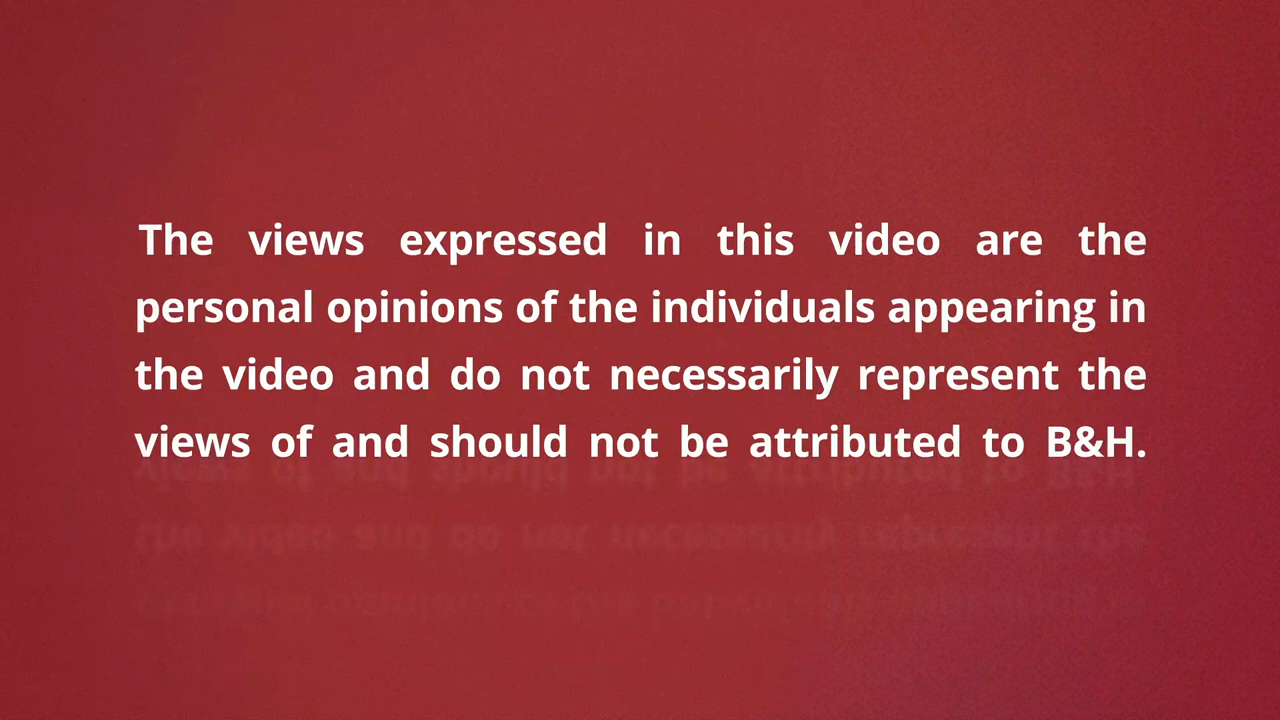 The views expressed in this video are the
personal opinions of the individuals appearing in
the video and do not necessarily represent the
views of and should not be attributed to B&H.